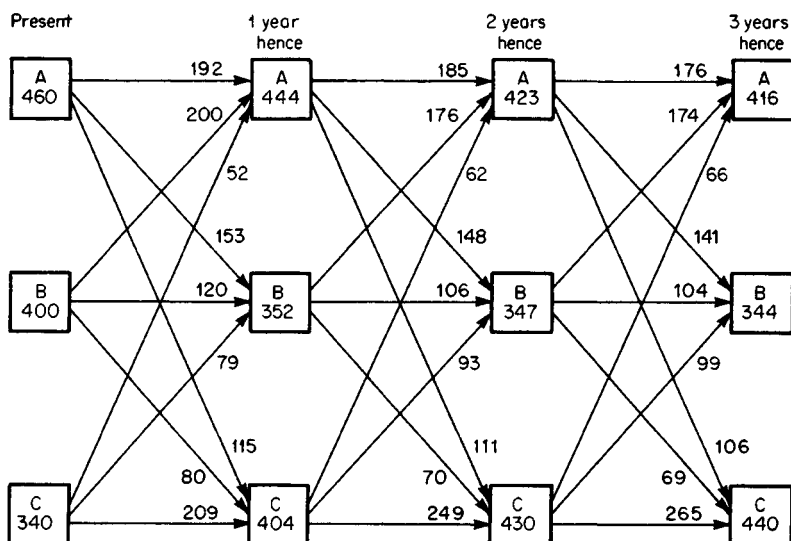 Present
1 year
hence
2 years
hence
3 years
hence
A
460
192
A
444
185
A
423
176
A
416
200
176
174
52
62
66
153
148
141
B
400
120
B
352
106
B
347
104
B
344
79
93
99
115
111
106
80
70
69
C
340
209
C
404
249
C
430
265
C
440